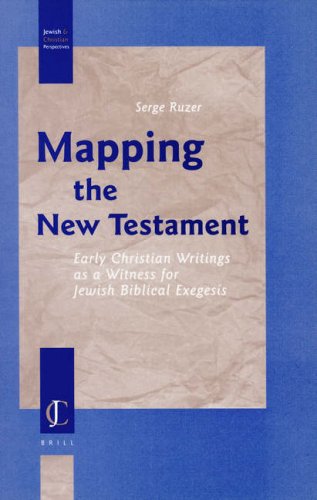 Jewish &
Christian
Perspectives
Serge Ruzer
Mapping
the
New Testament
Early Christian Writings
as a Witness for
Jewish Biblical Exegesis
JC
BRILL